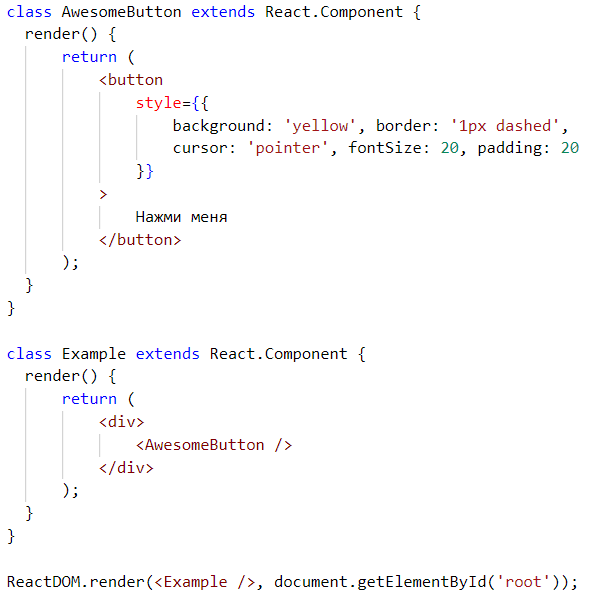 class AwesomeButton extends React.Component {
  render() {
      return (
          <button
              style={{
                  background: 'yellow', border: '1px dashed',
                  cursor: 'pointer', fontSize: 20, padding: 20
              }}
          >
              Нажми меня
          </button>
      );
  }
}

class Example extends React.Component {
  render() {
      return (
          <div>
              <AwesomeButton />
          </div>
      );
  }
}

ReactDOM.render(<Example />, document.getElementById('root'));